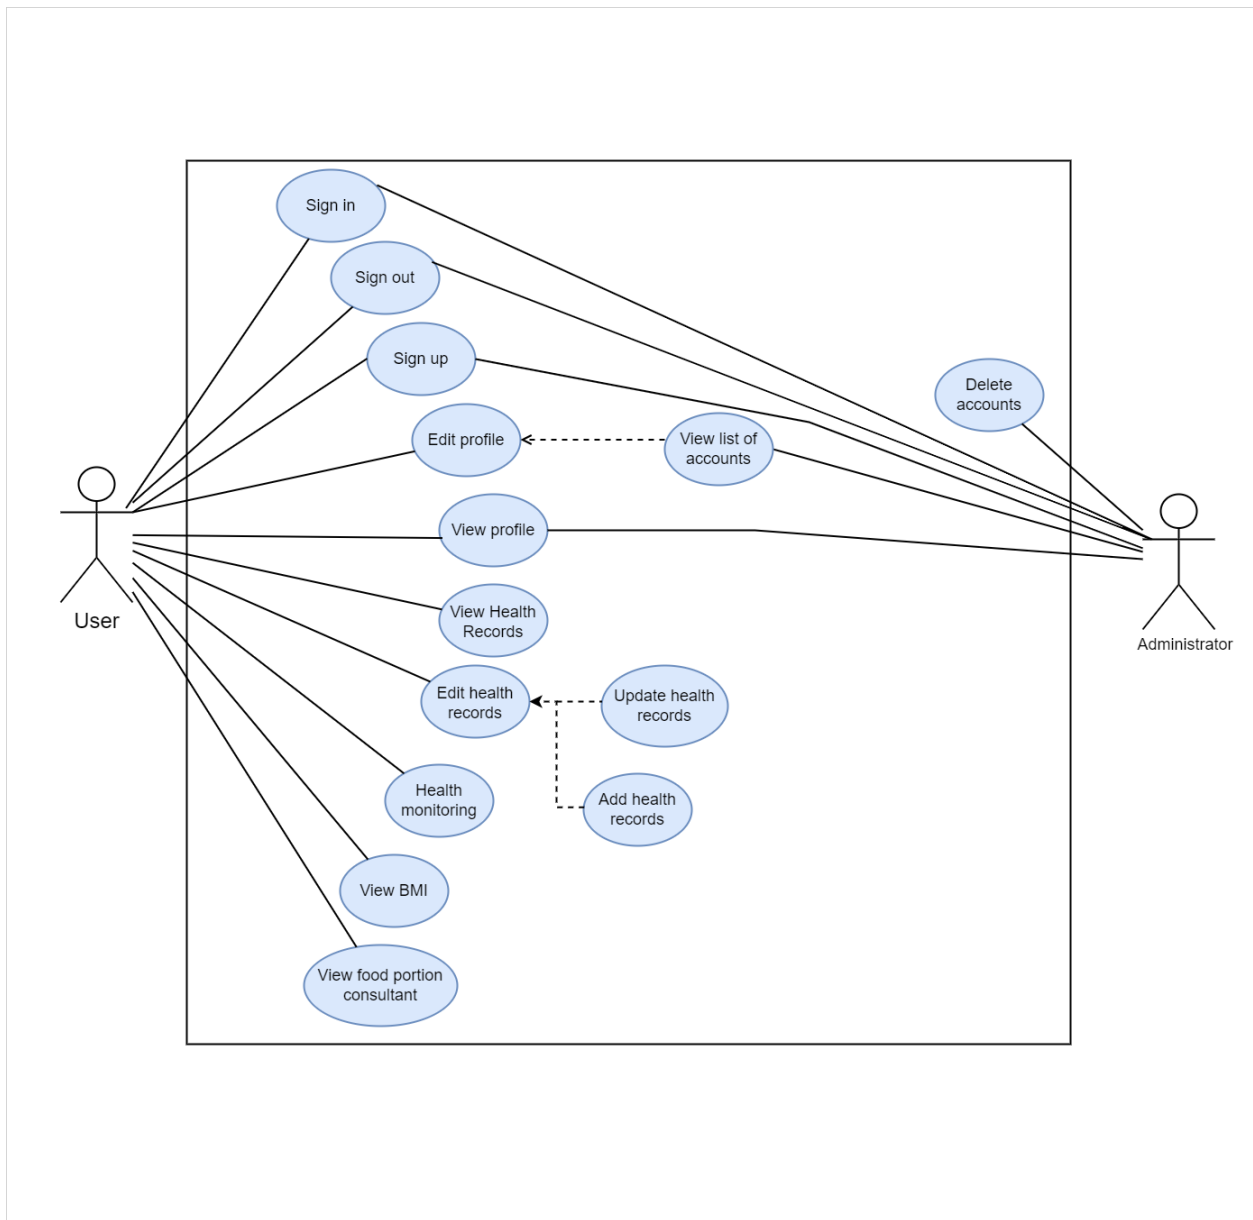 Sign in
Sign out
Sign up
Delete
accounts
Edit profile
View list of
accounts
View profile
User
View Health
Records
Administrator
Edit health
records
Update health
records
Health
monitoring
Add health
records
View BMI
View food portion
consultant